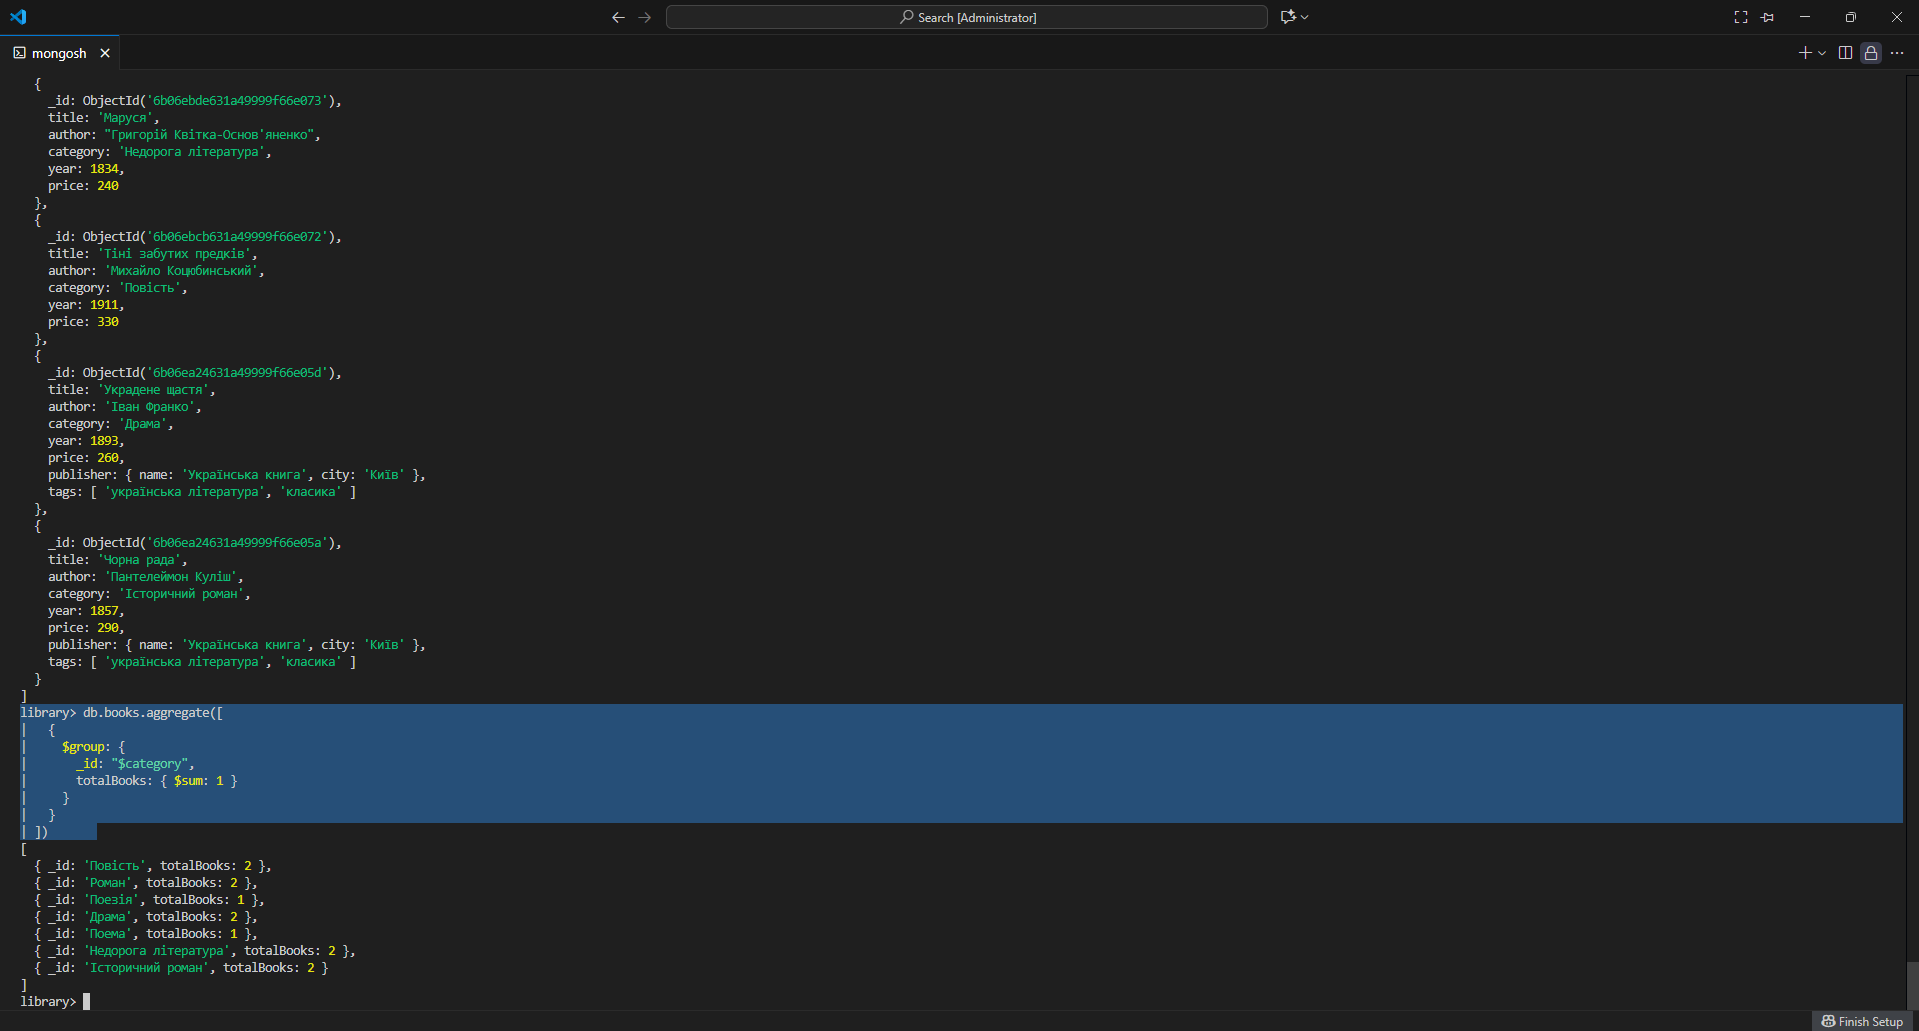 Search [Administrator]
mongosh
{
_id: ObjectId('6b06ebde631a49999f66e073'),
title: 'Маруся',
author: "Григорій Квітка-Основ'яненко",
category: 'Недорога література',
year: 1834,
price: 240
},
{
_id: ObjectId('6b06ebcb631a49999f66e072'),
title: 'Тіні забутих предків',
author: 'Михайло Коцюбинський',
category: 'Повість',
year: 1911,
price: 330
},
{
_id: ObjectId('6b06ea24631a49999f66e05d'),
title: 'Украдене щастя',
author: 'Іван Франко',
category: 'Драма',
year: 1893,
price: 260,
publisher: { name: 'Українська книга', city: 'Київ' },
tags: [ 'українська література', 'класика' ]
},
{
_id: ObjectId('6b06ea24631a49999f66e05a'),
title: 'Чорна рада',
author: 'Пантелеймон Куліш',
category: 'Історичний роман',
year: 1857,
price: 290,
publisher: { name: 'Українська книга', city: 'Київ' },
tags: [ 'українська література', 'класика' ]
}
]
library> db.books.aggregate([
| {
| $group: {
| _id: "$category",
| totalBooks: { $sum: 1 }
| }
| }
| ])
[
{ _id: 'Повість', totalBooks: 2 },
{ _id: 'Роман', totalBooks: 2 },
{ _id: 'Поезія', totalBooks: 1 },
{ _id: 'Драма', totalBooks: 2 },
{ _id: 'Поема', totalBooks: 1 },
{ _id: 'Недорога література', totalBooks: 2 },
{ _id: 'Історичний роман', totalBooks: 2 }
]
library>
Finish Setup